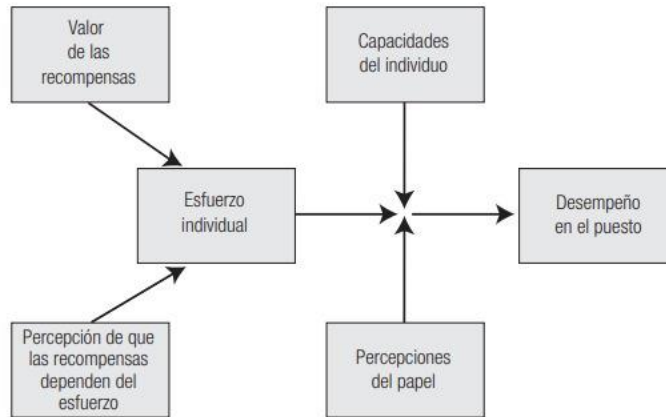 Valor
de las
recompensas
Capacidades
del individuo
Esfuerzo
individual
Desempeño
en el puesto
Percepción de que
las recompensas
dependen del
esfuerzo
Percepciones
del papel